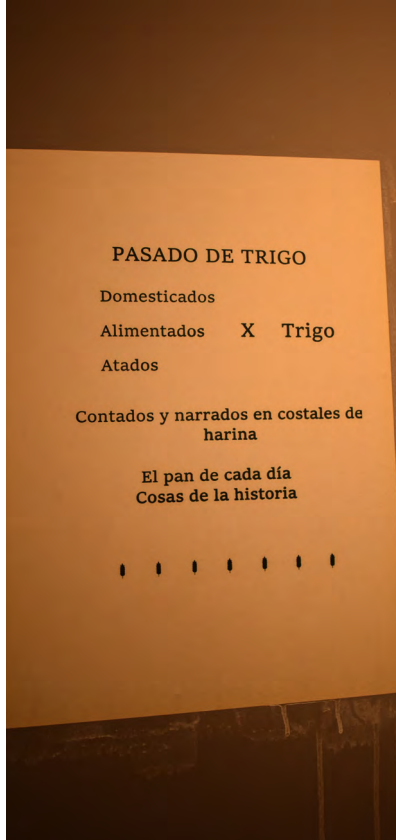 PASADO DE TRIGO
Domesticados
Alimentados X Trigo
Atados
Contados y narrados en costales de
harina
El pan de cada día
Cosas de la historia